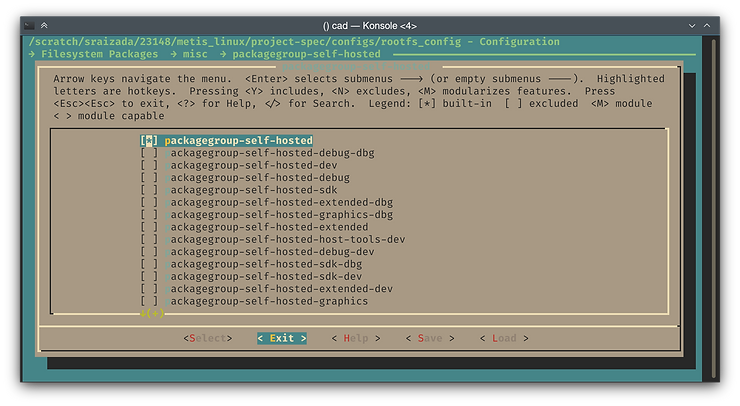 () cad — Konsole <4>
/scratch/sraizada/23148/metis_linux/project-spec/configs/rootfs_config - Configuration
→ Filesystem Packages → misc → packagegroup-self-hosted
Arrow keys navigate the menu. <Enter> selects submenus ---> (or empty submenus ----). Highlighted
letters are hotkeys. Pressing <Y> includes, <N> excludes, <M> modularizes features. Press
<Esc><Esc> to exit, <?> for Help, </> for Search. Legend: [*] built-in [ ] excluded <M> module
< > module capable
[*] packagegroup-self-hosted
[ ] ackagegroup-self-hosted-debug-dbg
[ ] ackagegroup-self-hosted-dev
[ ] ackagegroup-self-hosted-debug
[ ] ackagegroup-self-hosted-sdk
[ ] ackagegroup-self-hosted-extended-dbg
[ ] ackagegroup-self-hosted-graphics-dbg
[ ] ackagegroup-self-hosted-extended
[ ] ackagegroup-self-hosted-host-tools-dev
[ ] ackagegroup-self-hosted-debug-dev
[ ] ackagegroup-self-hosted-sdk-dbg
[ ] ackagegroup-self-hosted-sdk-dev
[ ] ackagegroup-self-hosted-extended-dev
[ ] ackagegroup-self-hosted-graphics
↓(+)
<Select> < Exit > < Help > < Save > < Load >